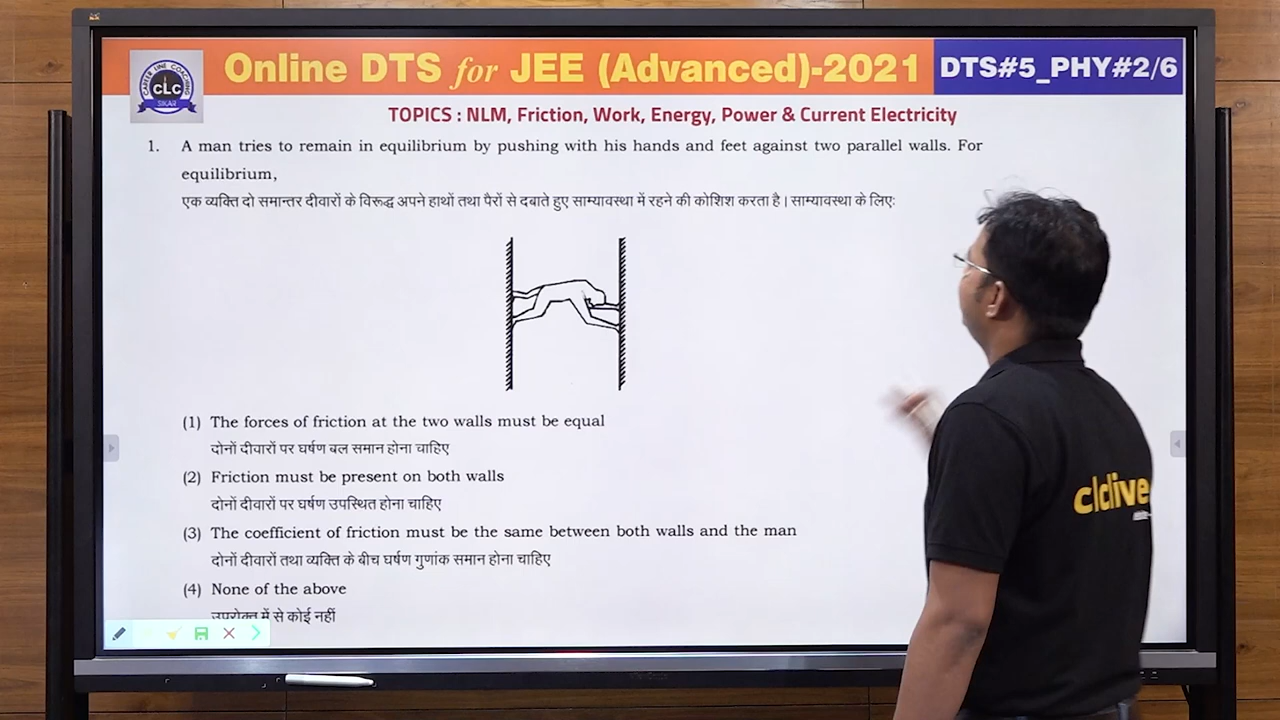 Online DTS for JEE (Advanced)-2021
DTS#5_PHY#2/6
CAREER LINE COACHING
CLC
SIKAR
TOPICS : NLM, Friction, Work, Energy, Power & Current Electricity
1. A man tries to remain in equilibrium by pushing with his hands and feet against two parallel walls. For
equilibrium,
एक व्यक्ति दो समान्तर दीवारों के विरूद्ध अपने हाथों तथा पैरों से दबाते हुए साम्यावस्था में रहने की कोशिश करता है। साम्यावस्था के लिएः
(1) The forces of friction at the two walls must be equal
दोनों दीवारों पर घर्षण बल समान होना चाहिए
(2) Friction must be present on both walls
दोनों दीवारों पर घर्षण उपस्थित होना चाहिए
(3) The coefficient of friction must be the same between both walls and the man
दोनों दीवारों तथा व्यक्ति के बीच घर्षण गुणांक समान होना चाहिए
(4) None of the above
उपरोक्त में से कोई नहीं
clclive